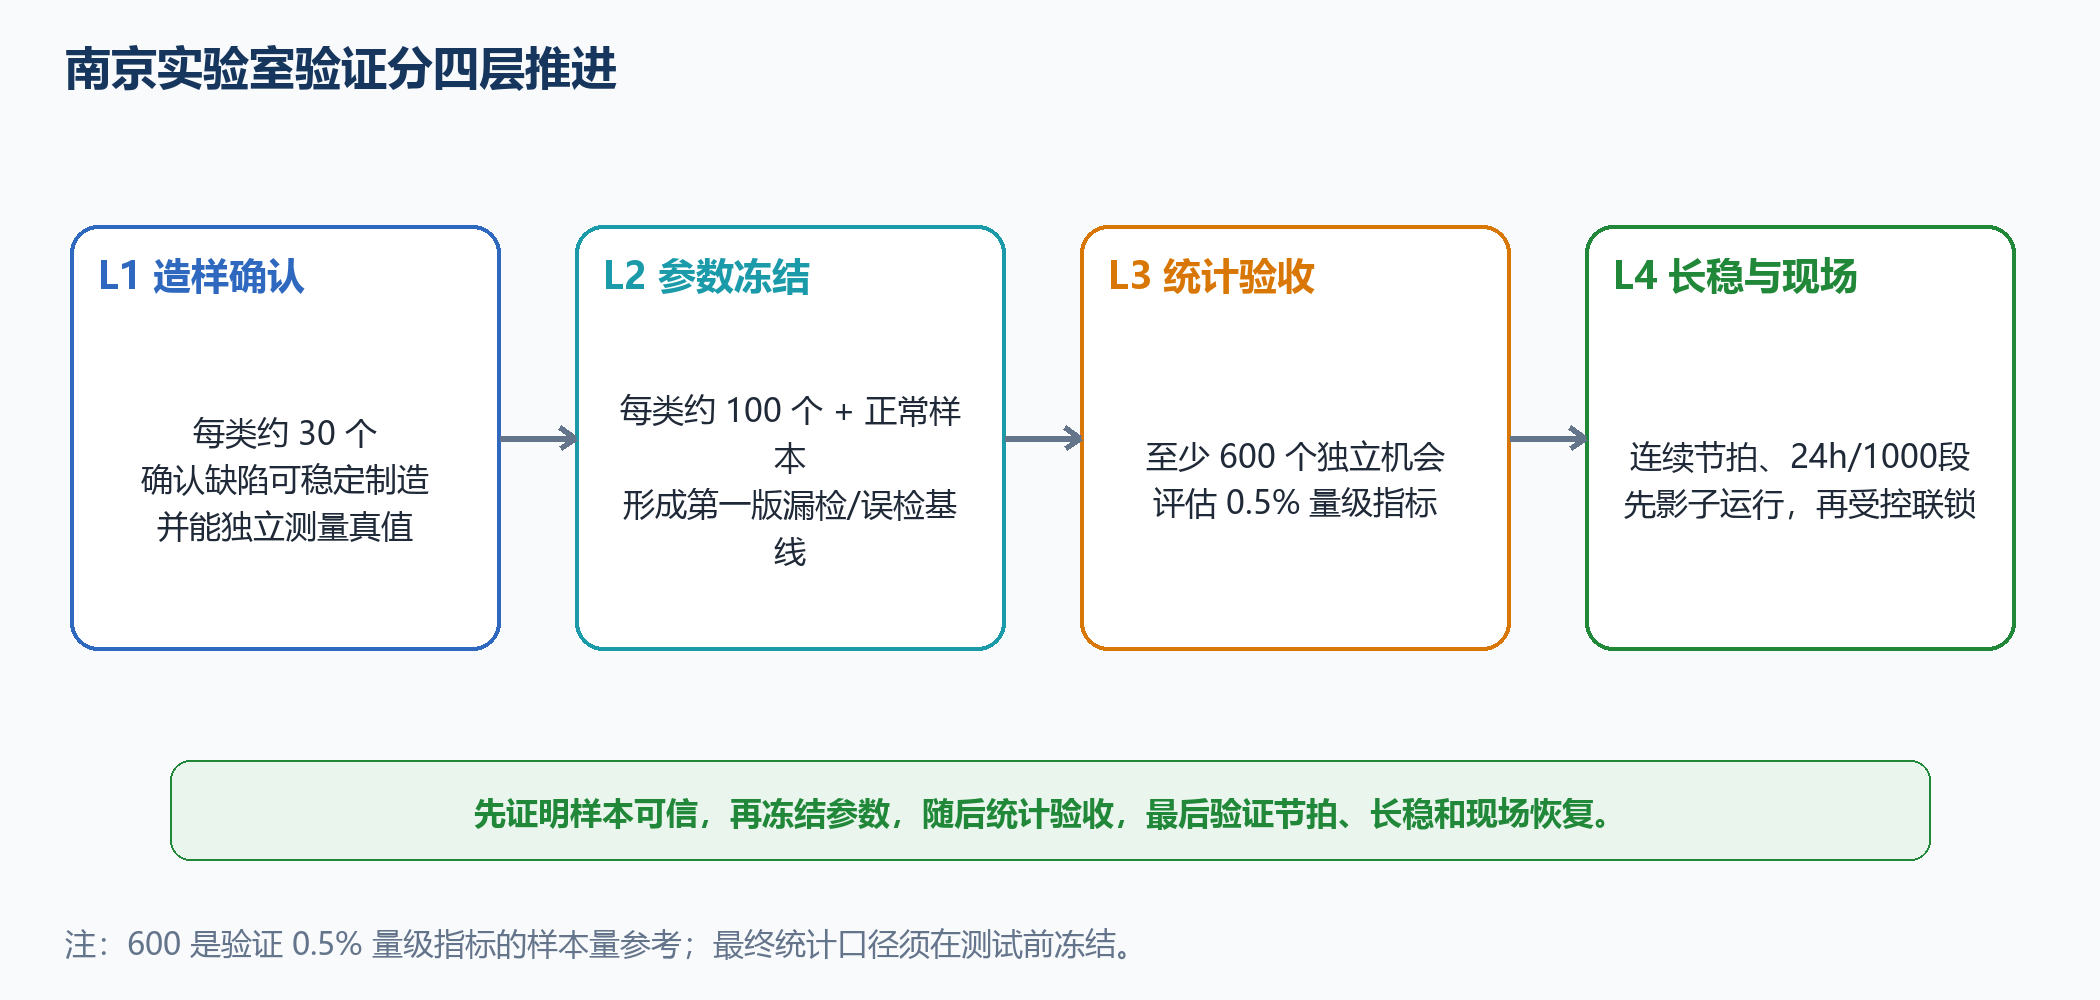 南京实验室验证分四层推进
L1 造样确认
每类约 30 个
确认缺陷可稳定制造
并能独立测量真值
L2 参数冻结
每类约 100 个 + 正常样
本
形成第一版漏检/误检基
线
L3 统计验收
至少 600 个独立机会
评估 0.5% 量级指标
L4 长稳与现场
连续节拍、24h/1000段
先影子运行，再受控联锁
先证明样本可信，再冻结参数，随后统计验收，最后验证节拍、长稳和现场恢复。
注：600 是验证 0.5% 量级指标的样本量参考；最终统计口径须在测试前冻结。